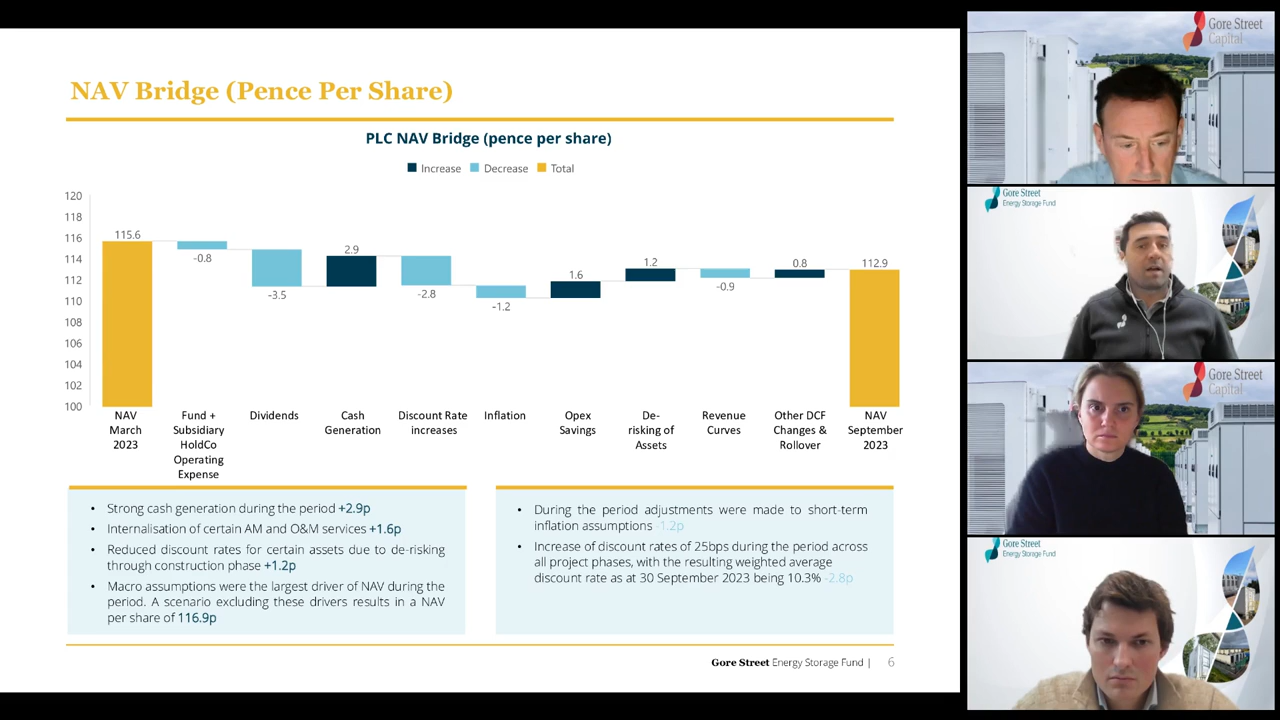 NAV Bridge (Pence Per Share)
PLC NAV Bridge (pence per share)
Increase Decrease Total
120
118
116
114
112
110
108
106
104
102
100
115.6
-0.8
-3.5
2.9
-2.8
-1.2
1.6
1.2
-0.9
0.8
112.9
NAV
March
2023
Fund +
Subsidiary
HoldCo
Operating
Expense
Dividends
Cash
Generation
Discount Rate
increases
Inflation
Opex
Savings
De-
risking of
Assets
Revenue
Curves
Other DCF
Changes &
Rollover
NAV
September
2023
• Strong cash generation during the period +2.9p
• Internalisation of certain AM and O&M services +1.6p
• Reduced discount rates for certain assets due to de-risking
through construction phase +1.2p
• Macro assumptions were the largest driver of NAV during the
period. A scenario excluding these drivers results in a NAV
per share of 116.9p
• During the period adjustments were made to short-term
inflation assumptions -1.2p
• Increase of discount rates of 25bps during the period across
all project phases, with the resulting weighted average
discount rate as at 30 September 2023 being 10.3% -2.8p
Gore Street Energy Storage Fund | 6
Gore Street
Capital
Gore Street
Energy Storage Fund
Gore Street
Capital
Gore Street
Energy Storage Fund